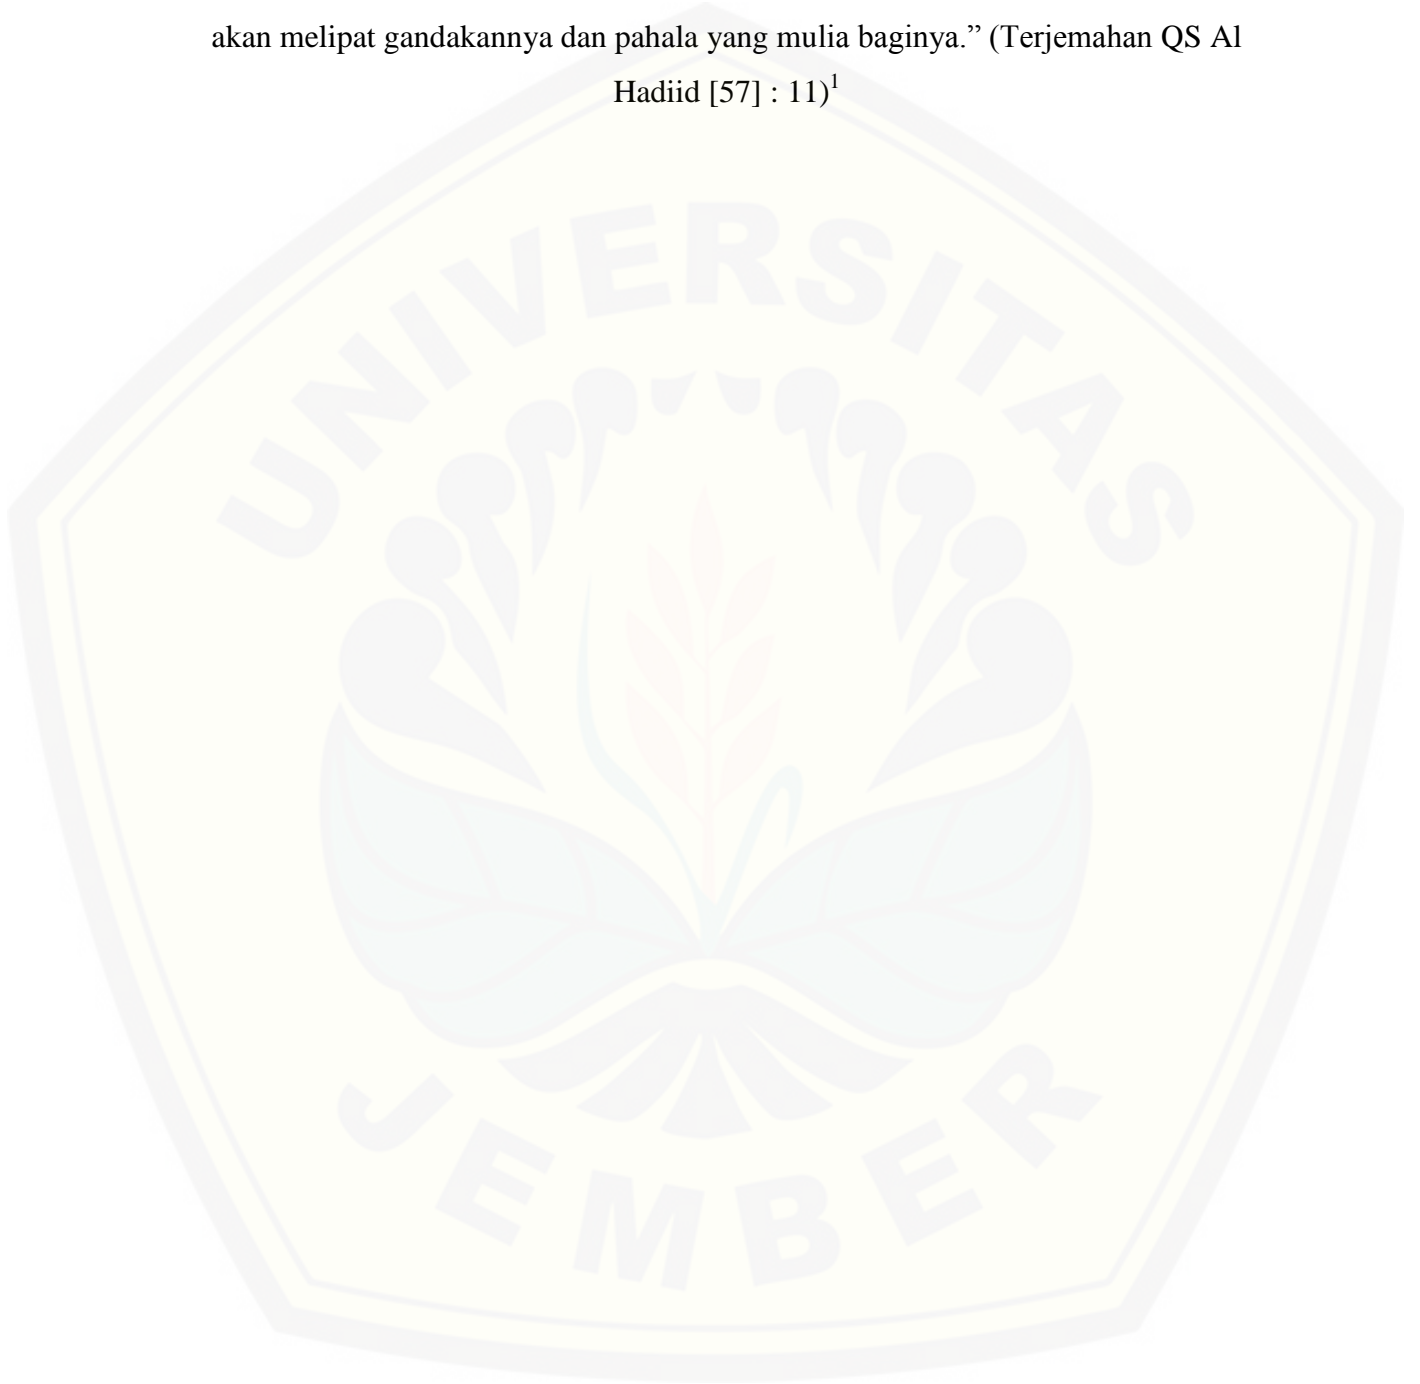 akan melipat gandakannya dan pahala yang mulia baginya.” (Terjemahan QS Al
Hadiid [57] : 11)1
UNIVERSITAS
JEMBER